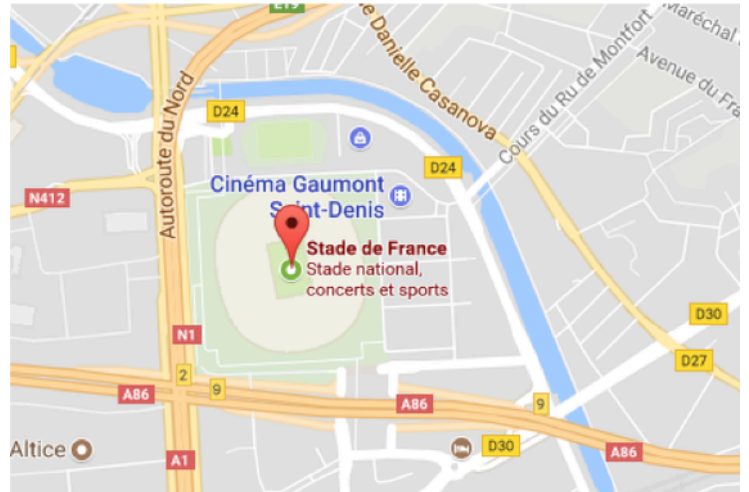 E19
Maréchal
Danielle Casanova
Cours du Ru de Montfort
Avenue du Fra
Autoroute du Nord
D24
D24
N412
Cinéma Gaumont
Saint-Denis
Stade de France
Stade national,
concerts et sports
D30
N1
D27
2
9
A86
A86
9
D30
A86
Altice
A1